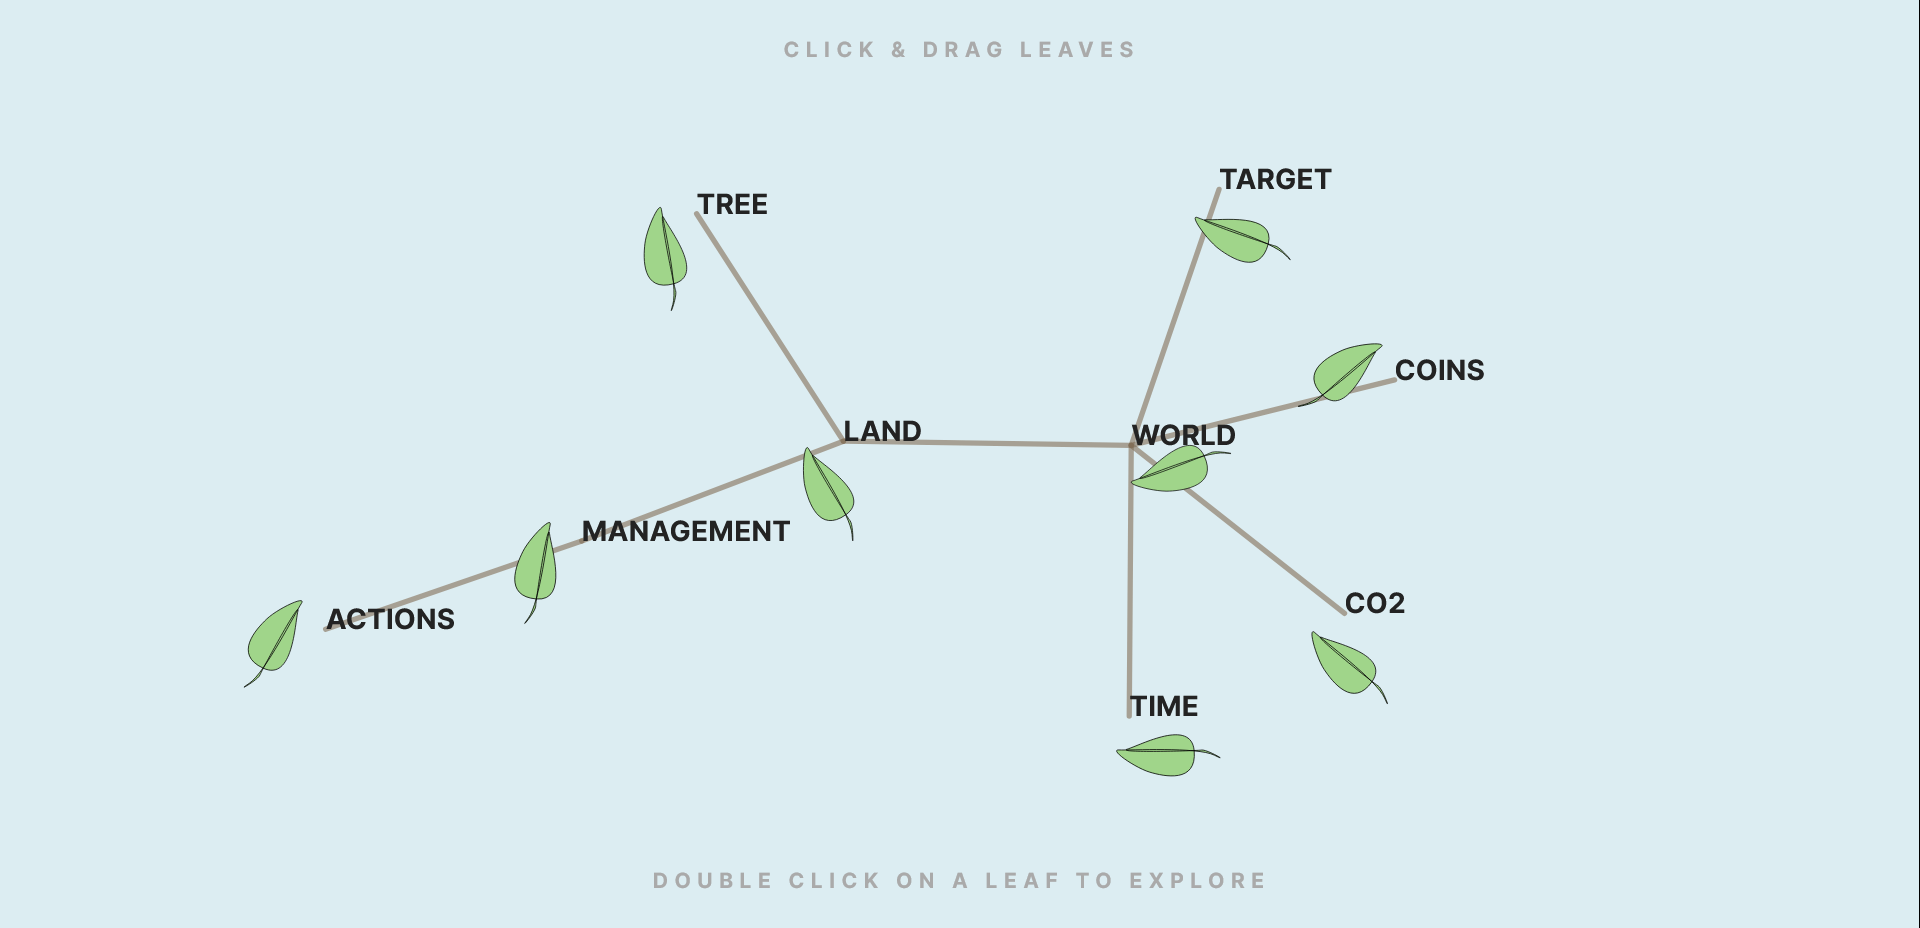 CLICK & DRAG LEAVES
TARGET
TREE
COINS
LAND
WORLD
MANAGEMENT
CO2
ACTIONS
TIME
DOUBLE CLICK ON A LEAF TO EXPLORE